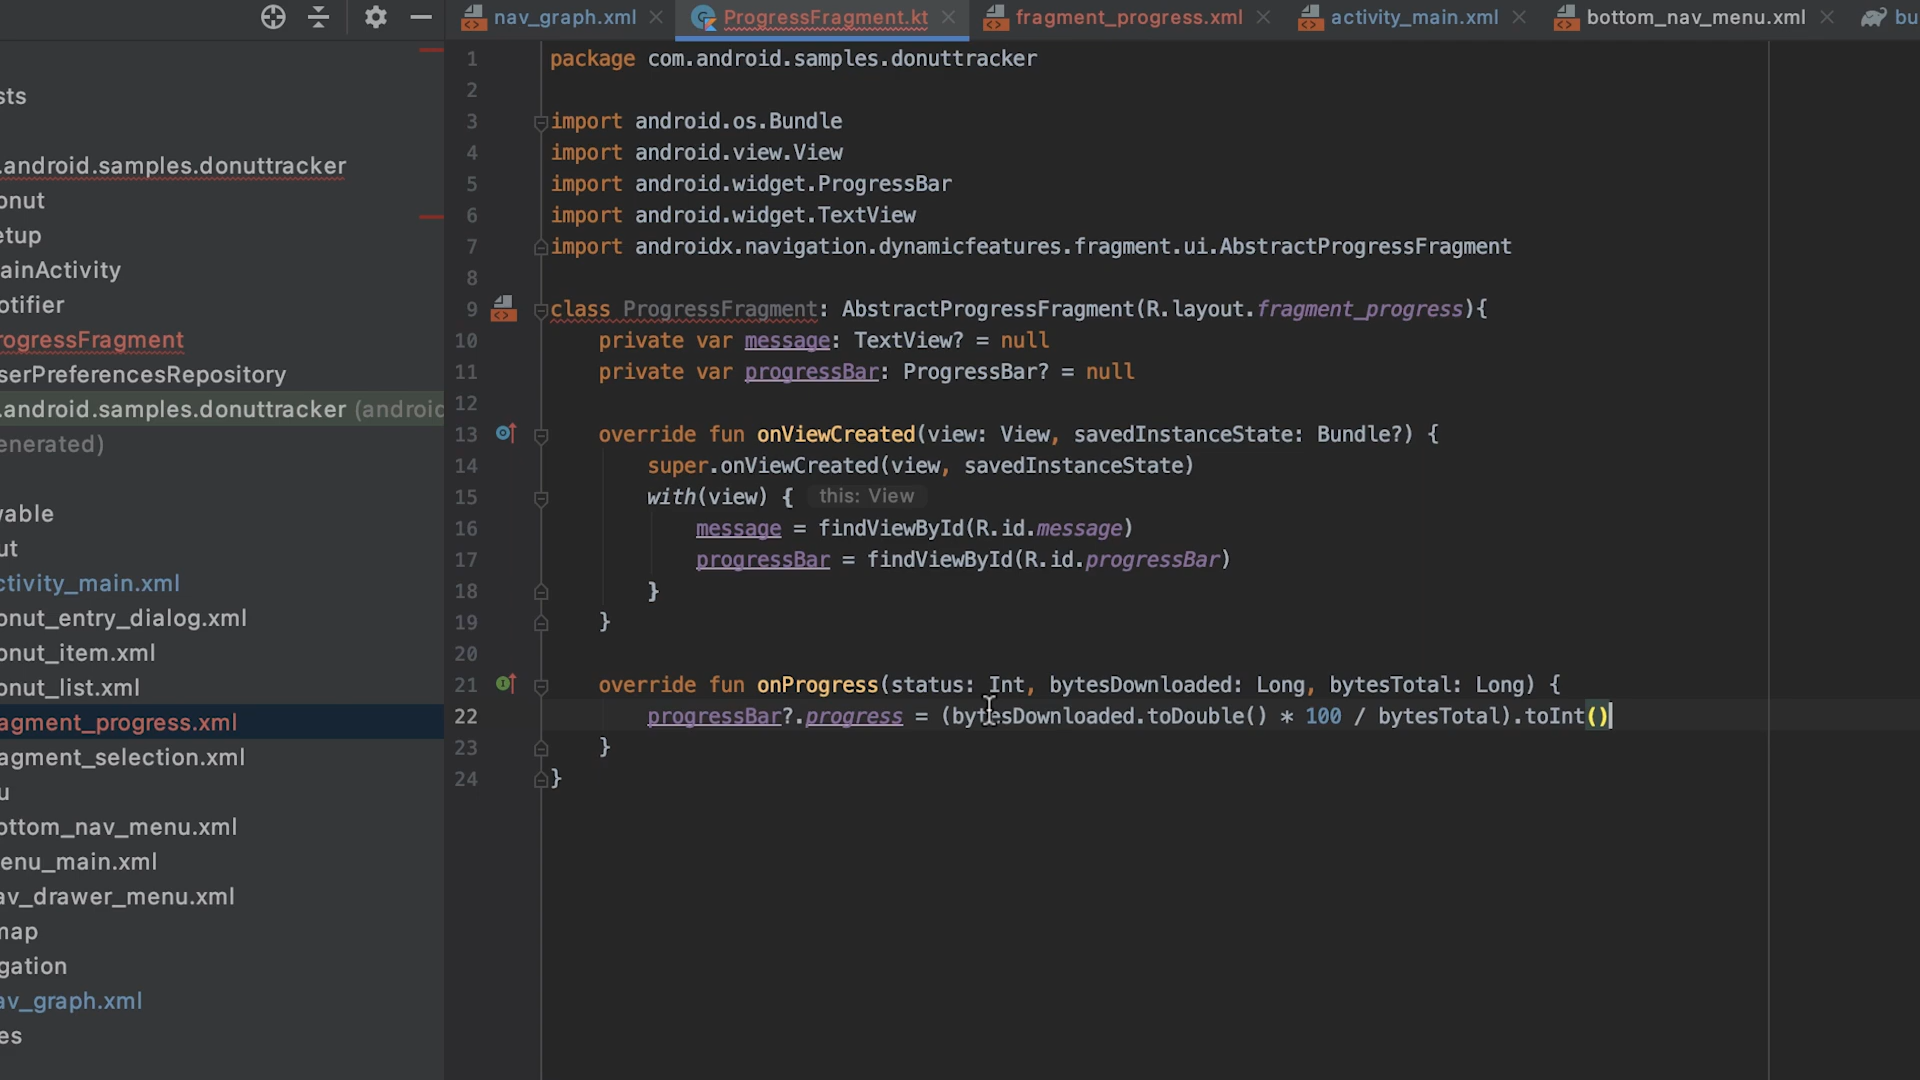 nav_graph.xml ProgressFragment.kt fragment_progress.xml activity_main.xml bottom_nav_menu.xml bu
sts
.android.samples.donuttracker
onut
etup
ainActivity
otifier
rogressFragment
serPreferencesRepository
.android.samples.donuttracker (android
enerated)
vable
ut
ctivity_main.xml
onut_entry_dialog.xml
onut_item.xml
onut_list.xml
agment_progress.xml
agment_selection.xml
u
ottom_nav_menu.xml
enu_main.xml
av_drawer_menu.xml
map
gation
av_graph.xml
es
1 package com.android.samples.donuttracker
2
3 import android.os.Bundle
4 import android.view.View
5 import android.widget.ProgressBar
6 import android.widget.TextView
7 import androidx.navigation.dynamicfeatures.fragment.ui.AbstractProgressFragment
8
9 class ProgressFragment: AbstractProgressFragment(R.layout.fragment_progress){
10 private var message: TextView? = null
11 private var progressBar: ProgressBar? = null
12
13 override fun onViewCreated(view: View, savedInstanceState: Bundle?) {
14 super.onViewCreated(view, savedInstanceState)
15 with(view) { this: View
16 message = findViewById(R.id.message)
17 progressBar = findViewById(R.id.progressBar)
18 }
19 }
20
21 override fun onProgress(status: Int, bytesDownloaded: Long, bytesTotal: Long) {
22 progressBar?.progress = (bytesDownloaded.toDouble() * 100 / bytesTotal).toInt()
23 }
24 }